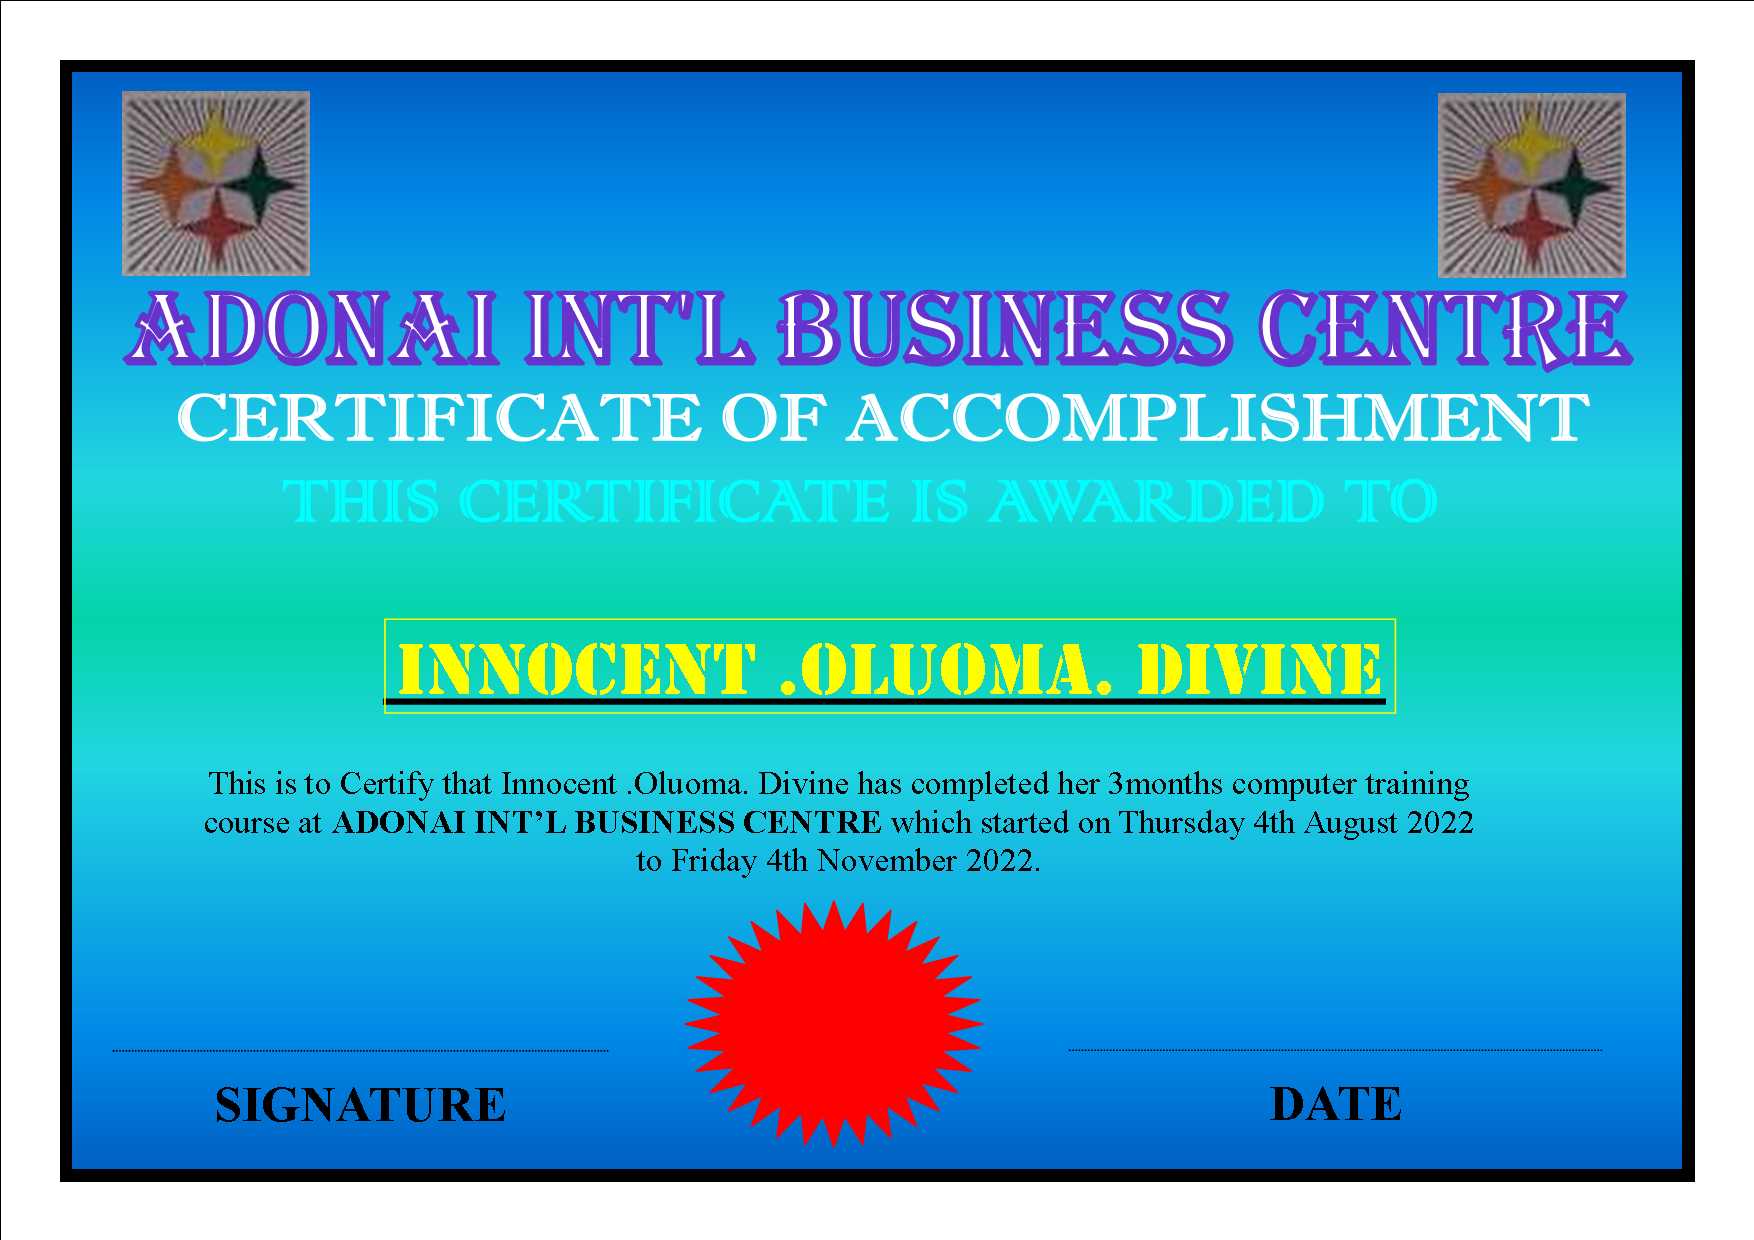 ADONAI INT'L BUSINESS CENTRE
CERTIFICATE OF ACCOMPLISHMENT
THIS CERTIFICATE IS AWARDED TO
INNOCENT .OLUOMA. DIVINE
This is to Certify that Innocent .Oluoma. Divine has completed her 3months computer training
course at ADONAI INT’L BUSINESS CENTRE which started on Thursday 4th August 2022
to Friday 4th November 2022.
SIGNATURE
DATE